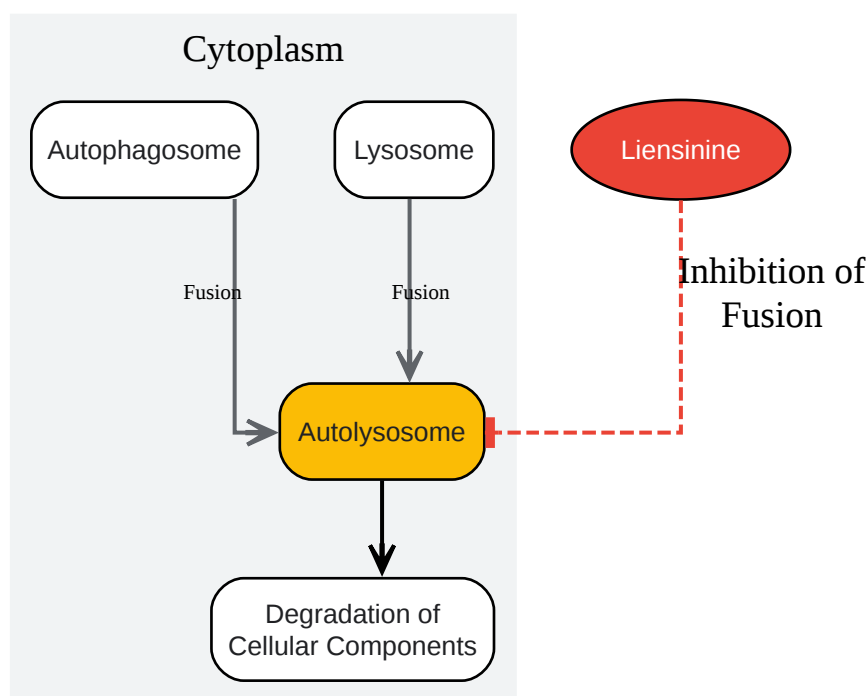 Cytoplasm
Autophagosome
Lysosome
Liensinine
Fusion
Fusion
Inhibition of
Fusion
Autolysosome
Degradation of
Cellular Components